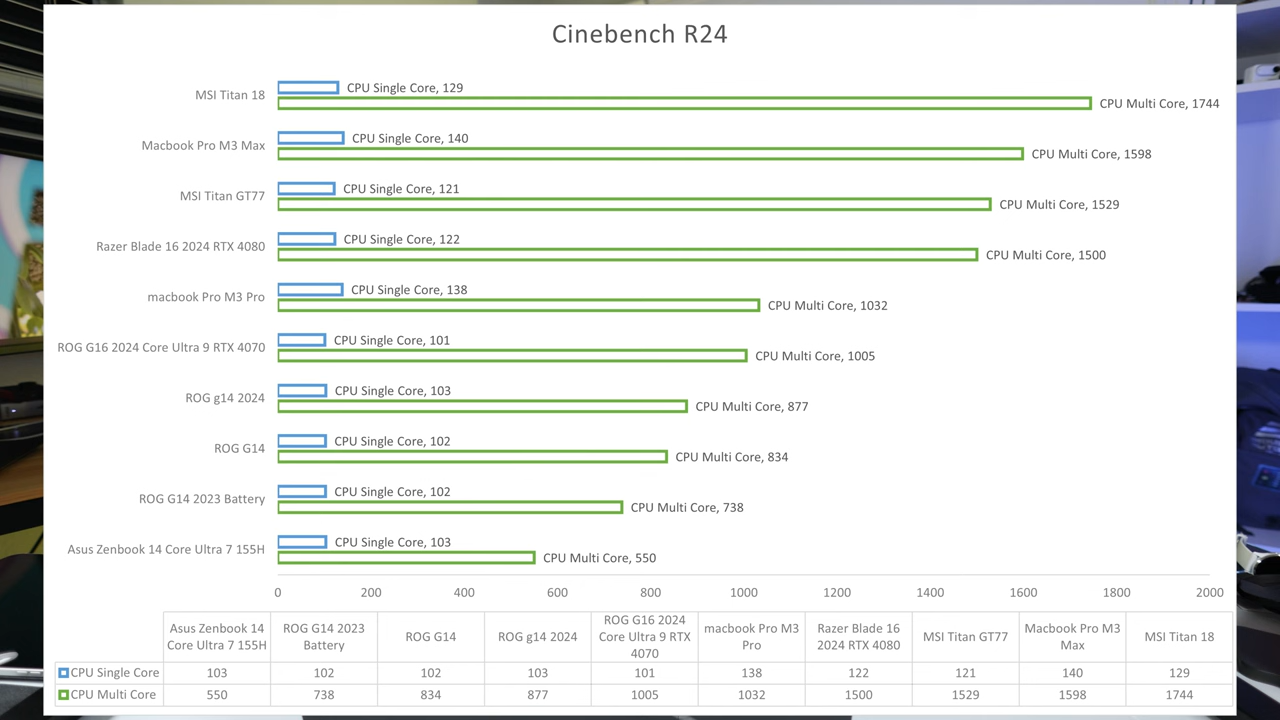 Cinebench R24
MSI Titan 18
CPU Single Core, 129
CPU Multi Core, 1744
Macbook Pro M3 Max
CPU Single Core, 140
CPU Multi Core, 1598
MSI Titan GT77
CPU Single Core, 121
CPU Multi Core, 1529
Razer Blade 16 2024 RTX 4080
CPU Single Core, 122
CPU Multi Core, 1500
macbook Pro M3 Pro
CPU Single Core, 138
CPU Multi Core, 1032
ROG G16 2024 Core Ultra 9 RTX 4070
CPU Single Core, 101
CPU Multi Core, 1005
ROG g14 2024
CPU Single Core, 103
CPU Multi Core, 877
ROG G14
CPU Single Core, 102
CPU Multi Core, 834
ROG G14 2023 Battery
CPU Single Core, 102
CPU Multi Core, 738
Asus Zenbook 14 Core Ultra 7 155H
CPU Single Core, 103
CPU Multi Core, 550
0 200 400 600 800 1000 1200 1400 1600 1800 2000
Asus Zenbook 14
Core Ultra 7 155H
ROG G14 2023
Battery
ROG G14
ROG g14 2024
ROG G16 2024
Core Ultra 9 RTX
4070
macbook Pro M3
Pro
Razer Blade 16
2024 RTX 4080
MSI Titan GT77
Macbook Pro M3
Max
MSI Titan 18
CPU Single Core 103 102 102 103 101 138 122 121 140 129
CPU Multi Core 550 738 834 877 1005 1032 1500 1529 1598 1744